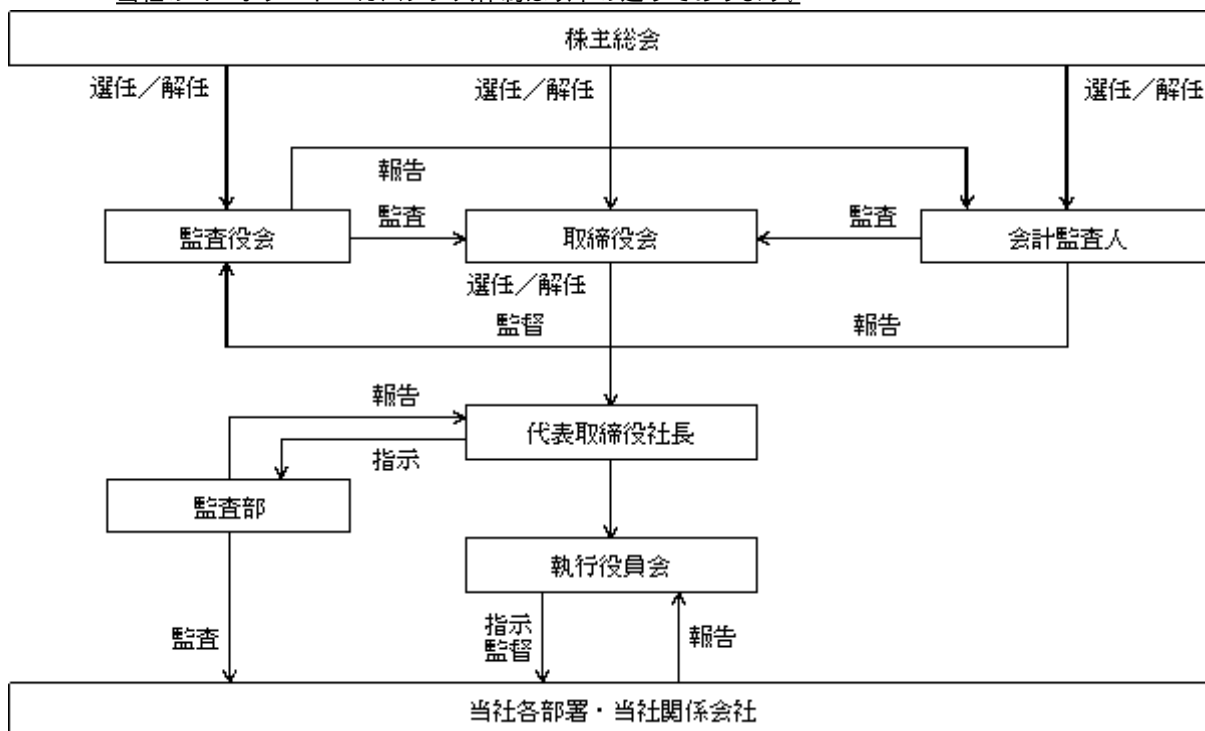 株主総会
選任／解任
選任／解任
選任／解任
報告
監査
監査
監査役会
取締役会
会計監査人
選任／解任
監督
報告
報告
代表取締役社長
指示
監査部
執行役員会
指示
監督
監査
報告
当社各部署・当社関係会社